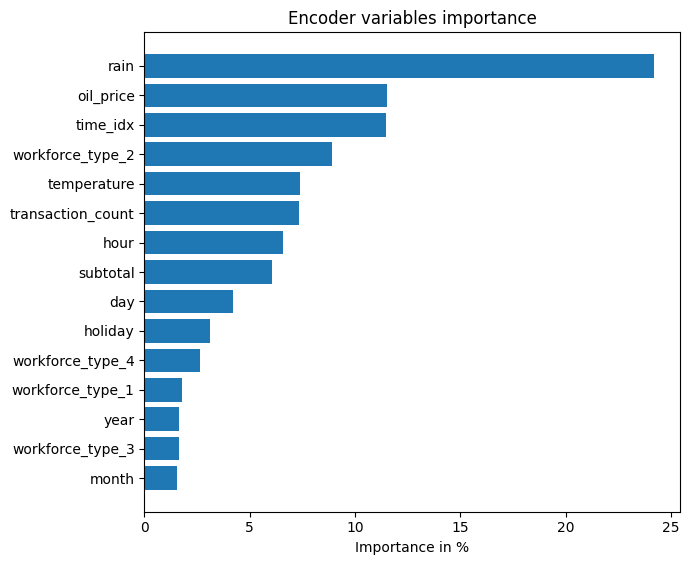 Encoder variables importance
rain
oil_price
time_idx
workforce_type_2
temperature
transaction_count
hour
subtotal
day
holiday
workforce_type_4
workforce_type_1
year
workforce_type_3
month
0 5 10 15 20 25
Importance in %